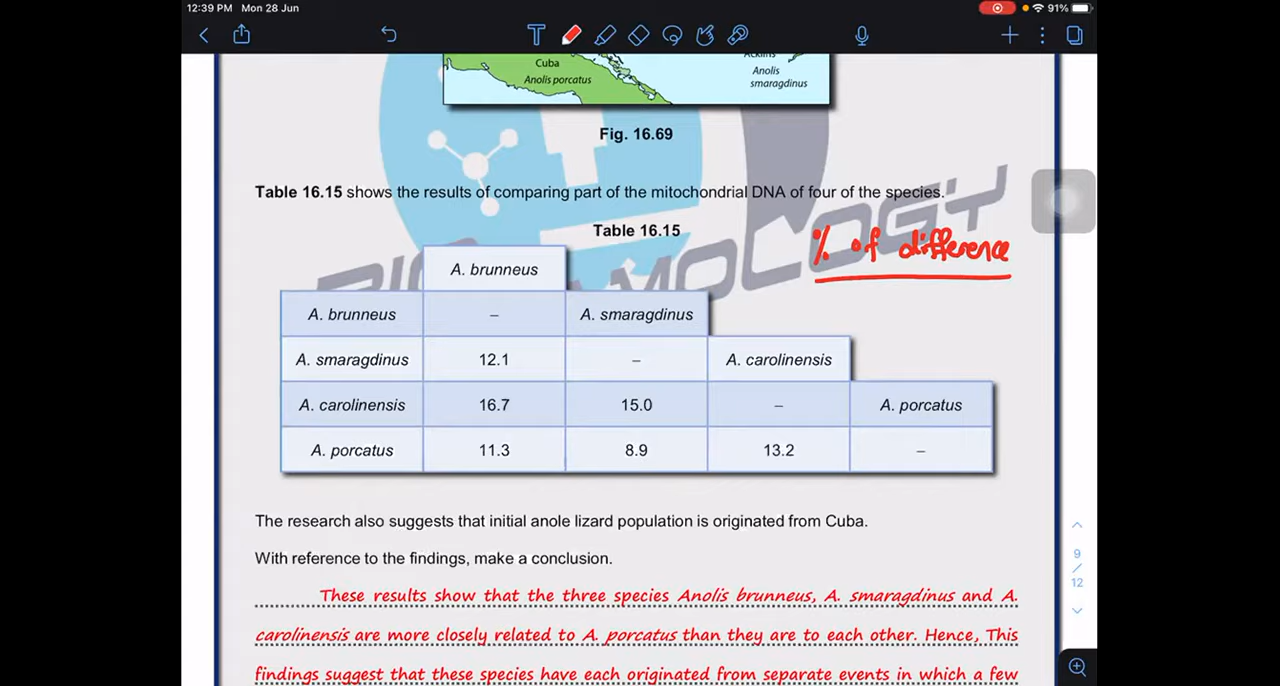 12:39 PM Mon 28 Jun
91%
Cuba
Anolis porcatus
Acklins
Anolis
smaragdinus
Fig. 16.69
Table 16.15 shows the results of comparing part of the mitochondrial DNA of four of the species.
Table 16.15
% of difference
A. brunneus
A. brunneus – A. smaragdinus
A. smaragdinus 12.1 – A. carolinensis
A. carolinensis 16.7 15.0 – A. porcatus
A. porcatus 11.3 8.9 13.2 –
The research also suggests that initial anole lizard population is originated from Cuba.
With reference to the findings, make a conclusion.
These results show that the three species Anolis brunneus, A. smaragdinus and A.
carolinensis are more closely related to A. porcatus than they are to each other. Hence, This
findings suggest that these species have each originated from separate events in which a few
9
/
12